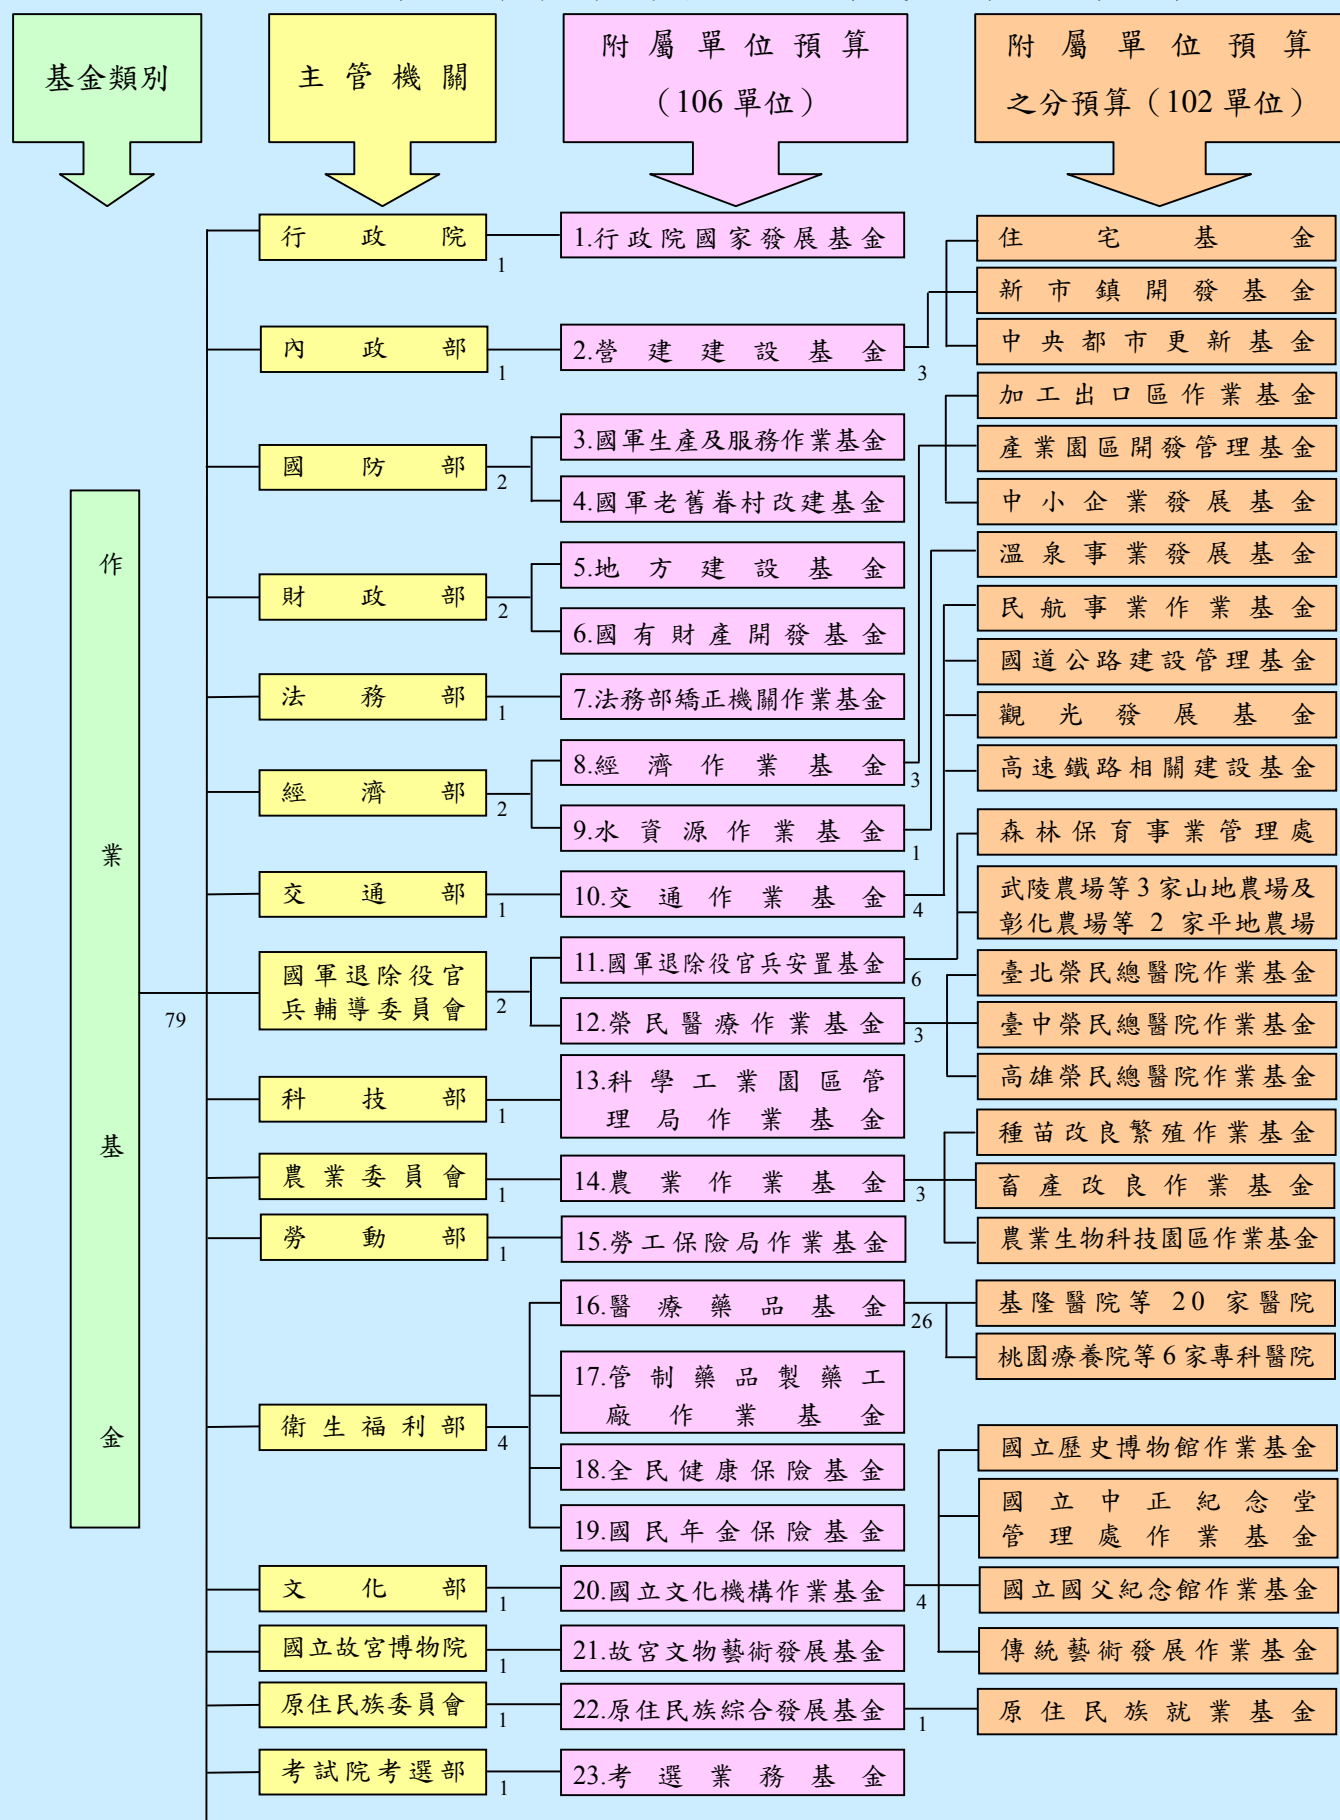 基金類別
主管機關
附屬單位預算
（106 單位）
附屬單位預算
之分預算（102 單位）
作業基金
79
行政院
1
1.行政院國家發展基金
內政部
1
2.營建建設基金
3
住宅基金
新市鎮開發基金
中央都市更新基金
國防部
2
3.國軍生產及服務作業基金
4.國軍老舊眷村改建基金
財政部
2
5.地方建設基金
6.國有財產開發基金
法務部
1
7.法務部矯正機關作業基金
經濟部
2
8.經濟作業基金
3
加工出口區作業基金
產業園區開發管理基金
中小企業發展基金
9.水資源作業基金
1
溫泉事業發展基金
交通部
1
10.交通作業基金
4
民航事業作業基金
國道公路建設管理基金
觀光發展基金
高速鐵路相關建設基金
國軍退除役官
兵輔導委員會
2
11.國軍退除役官兵安置基金
6
森林保育事業管理處
武陵農場等 3 家山地農場及
彰化農場等 2 家平地農場
12.榮民醫療作業基金
3
臺北榮民總醫院作業基金
臺中榮民總醫院作業基金
高雄榮民總醫院作業基金
科技部
1
13.科學工業園區管
理局作業基金
農業委員會
1
14.農業作業基金
3
種苗改良繁殖作業基金
畜產改良作業基金
農業生物科技園區作業基金
勞動部
1
15.勞工保險局作業基金
衛生福利部
4
16.醫療藥品基金
26
基隆醫院等 20 家醫院
桃園療養院等 6 家專科醫院
17.管制藥品製藥工
廠作業基金
18.全民健康保險基金
19.國民年金保險基金
文化部
1
20.國立文化機構作業基金
4
國立歷史博物館作業基金
國立中正紀念堂
管理處作業基金
國立國父紀念館作業基金
傳統藝術發展作業基金
國立故宮博物院
1
21.故宮文物藝術發展基金
原住民族委員會
1
22.原住民族綜合發展基金
1
原住民族就業基金
考試院考選部
1
23.考選業務基金